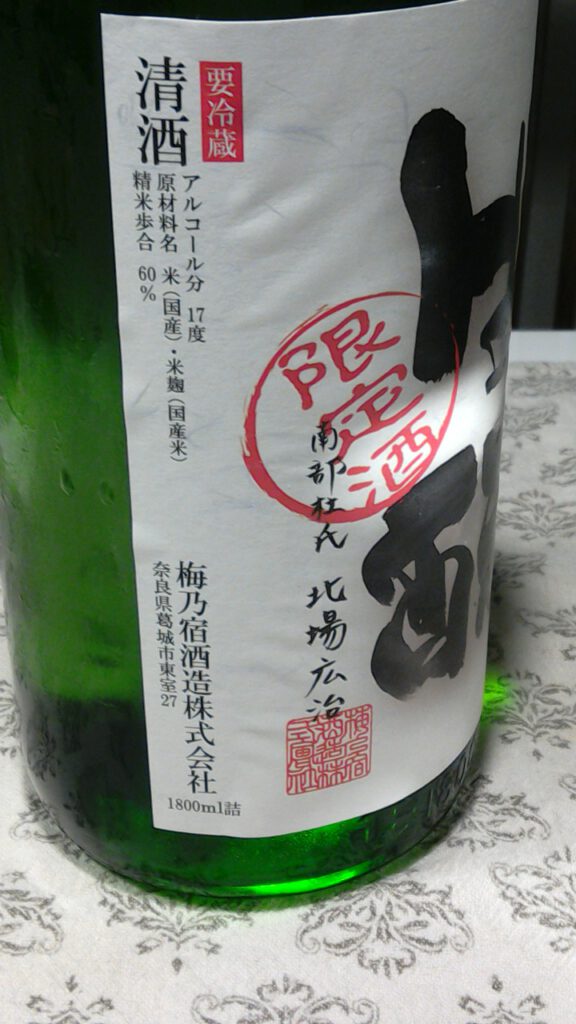 限定酒
南部杜氏 北場広治
要冷蔵
清酒
アルコール分 17度
原材料名 米(国産)・米麹(国産米)
精米歩合 60%
梅乃宿酒造株式会社
奈良県葛城市東室27
1800ml詰